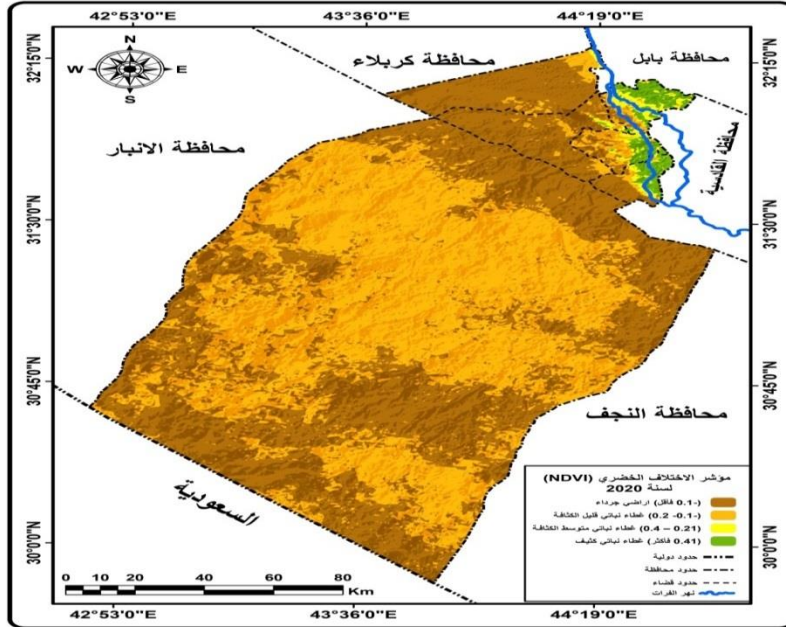 42°53'0"E 43°36'0"E 44°19'0"E
32°15'0"N 32°15'0"N
N
W E
S
محافظة كربلاء
محافظة بابل
محافظة الانبار
محافظة القادسية
31°30'0"N 31°30'0"N
30°45'0"N 30°45'0"N
محافظة النجف
السعودية
مؤشر الاختلاف الخضري (NDVI)
لسنة 2020
(-0.1 فاقل) اراضي جرداء
(-0.1- 0.2) غطاء نباتي قليل الكثافة
(0.21 – 0.4) غطاء نباتي متوسط الكثافة
(0.41 فاكثر) غطاء نباتي كثيف
حدود دولية
حدود محافظة
حدود قضاء
نهر الفرات
30°0'0"N 30°0'0"N
0 10 20 40 60 80
Km
42°53'0"E 43°36'0"E 44°19'0"E